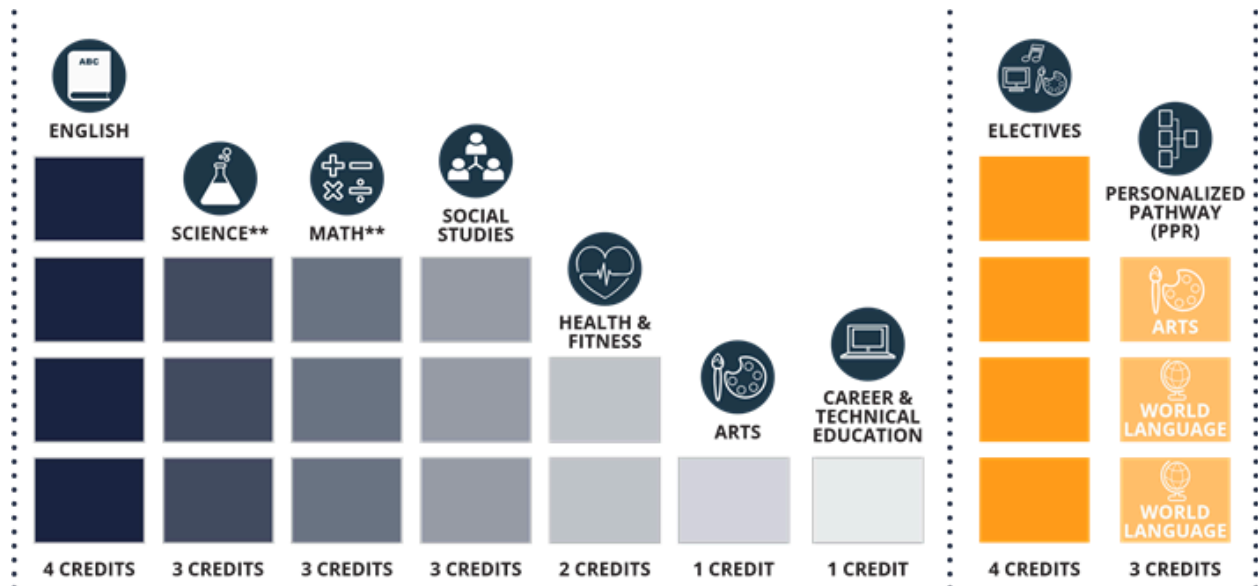 ABC
ENGLISH
SCIENCE**
MATH**
SOCIAL
STUDIES
HEALTH &
FITNESS
ARTS
CAREER &
TECHNICAL
EDUCATION
4 CREDITS
3 CREDITS
3 CREDITS
3 CREDITS
2 CREDITS
1 CREDIT
1 CREDIT
ELECTIVES
PERSONALIZED
PATHWAY
(PPR)
ARTS
WORLD
LANGUAGE
WORLD
LANGUAGE
4 CREDITS
3 CREDITS